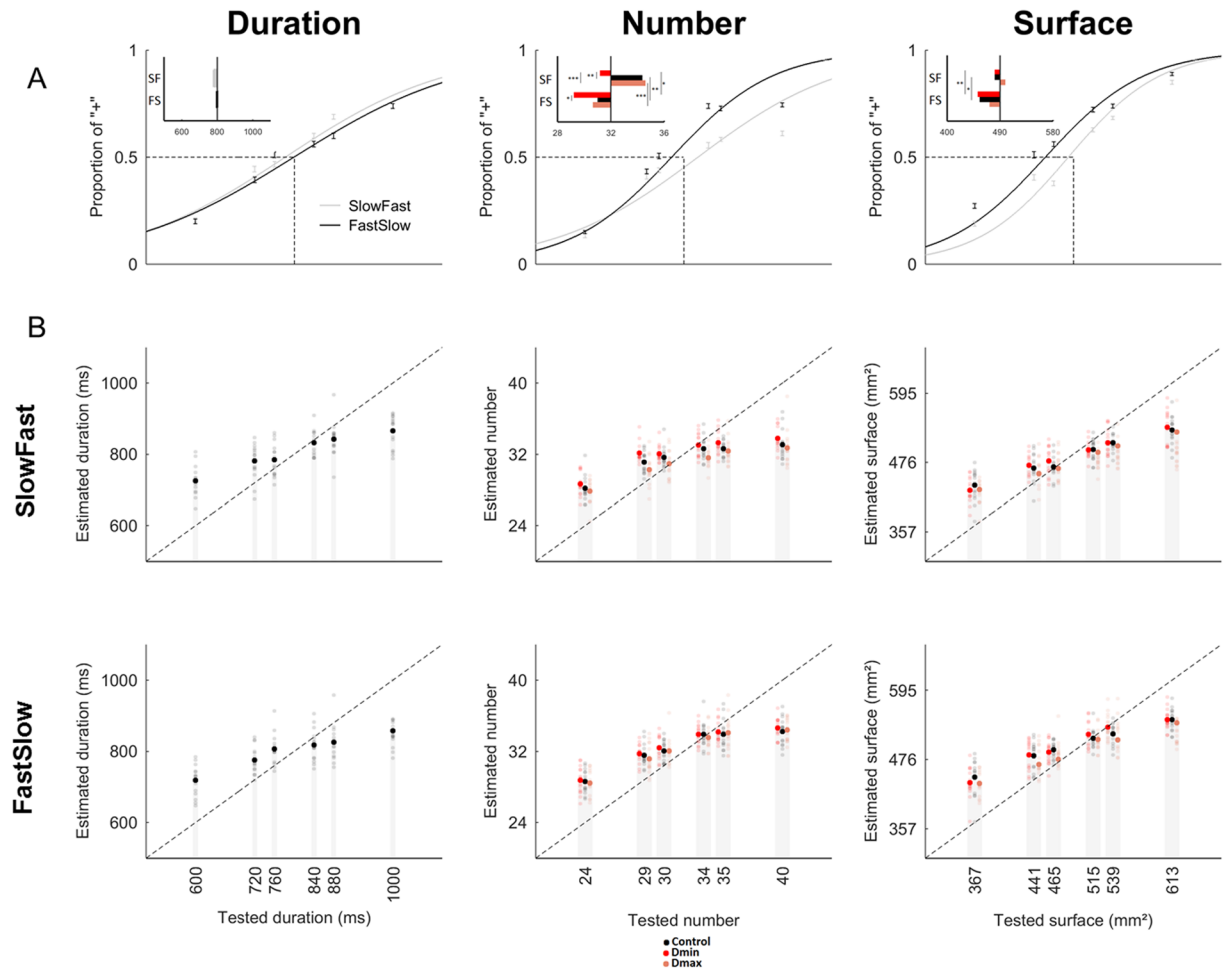 Duration Number Surface
A
1
Proportion of "+"
0.5
0
SF
FS
600 800 1000
SlowFast
FastSlow
1
Proportion of "+"
0.5
0
SF
FS
*** ** *** ** *
*
28 32 36
1
Proportion of "+"
0.5
0
SF
FS
** *
400 490 580
B
SlowFast
Estimated duration (ms)
1000
800
600
Estimated number
40
32
24
Estimated surface (mm²)
595
476
357
FastSlow
Estimated duration (ms)
1000
800
600
600 720 760 840 880 1000
Tested duration (ms)
Estimated number
40
32
24
24 29 30 34 35 40
Tested number
Estimated surface (mm²)
595
476
357
367 441 465 515 539 613
Tested surface (mm²)
Control
Dmin
Dmax